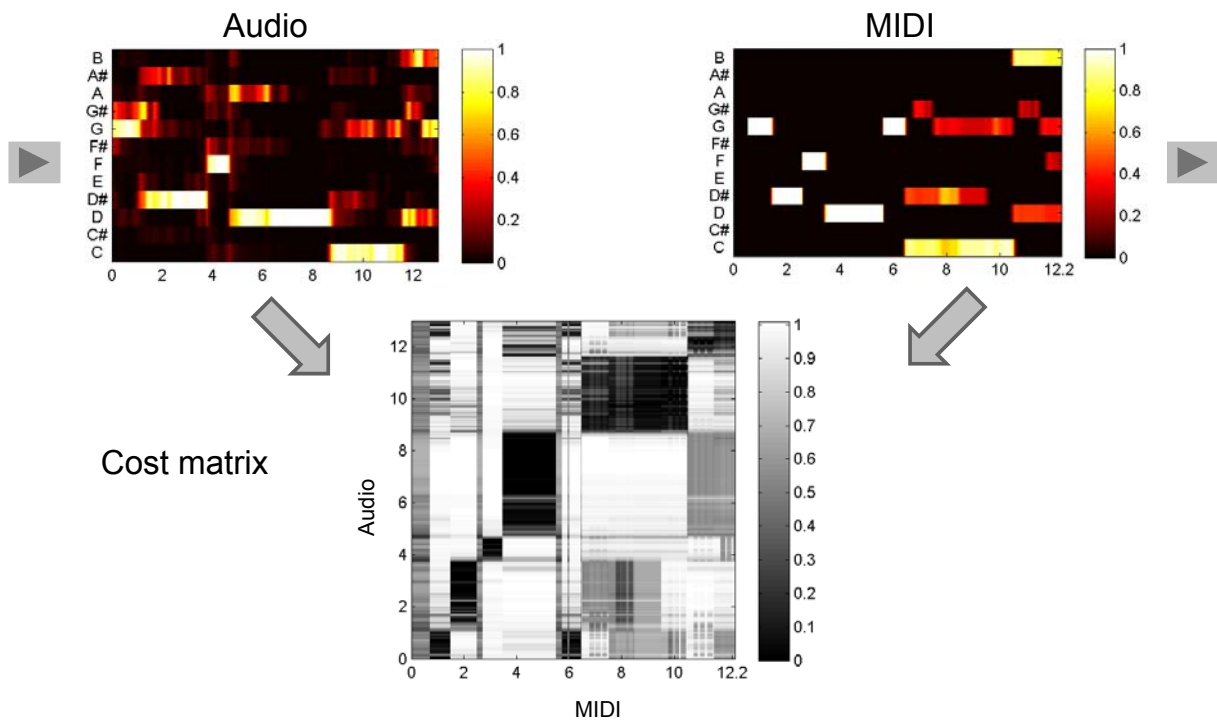 Audio
MIDI
B
A#
A
G#
G
F#
F
E
D#
D
C#
C
0 2 4 6 8 10 12
1
0.8
0.6
0.4
0.2
0
B
A#
A
G#
G
F#
F
E
D#
D
C#
C
0 2 4 6 8 10 12.2
1
0.8
0.6
0.4
0.2
0
Cost matrix
Audio
12
10
8
6
4
2
0
0 2 4 6 8 10 12.2
MIDI
1
0.9
0.8
0.7
0.6
0.5
0.4
0.3
0.2
0.1
0